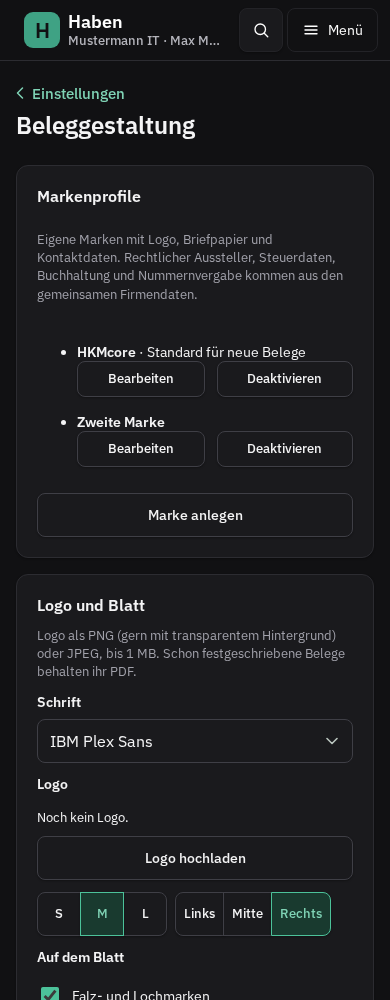 H
Haben
Mustermann IT · Max M...
Menü
Einstellungen
Beleggestaltung
Markenprofile
Eigene Marken mit Logo, Briefpapier und
Kontaktdaten. Rechtlicher Aussteller, Steuerdaten,
Buchhaltung und Nummernvergabe kommen aus den
gemeinsamen Firmendaten.
• HKMcore · Standard für neue Belege
Bearbeiten Deaktivieren
• Zweite Marke
Bearbeiten Deaktivieren
Marke anlegen
Logo und Blatt
Logo als PNG (gern mit transparentem Hintergrund)
oder JPEG, bis 1 MB. Schon festgeschriebene Belege
behalten ihr PDF.
Schrift
IBM Plex Sans
Logo
Noch kein Logo.
Logo hochladen
S M L Links Mitte Rechts
Auf dem Blatt
Falz- und Lochmarken